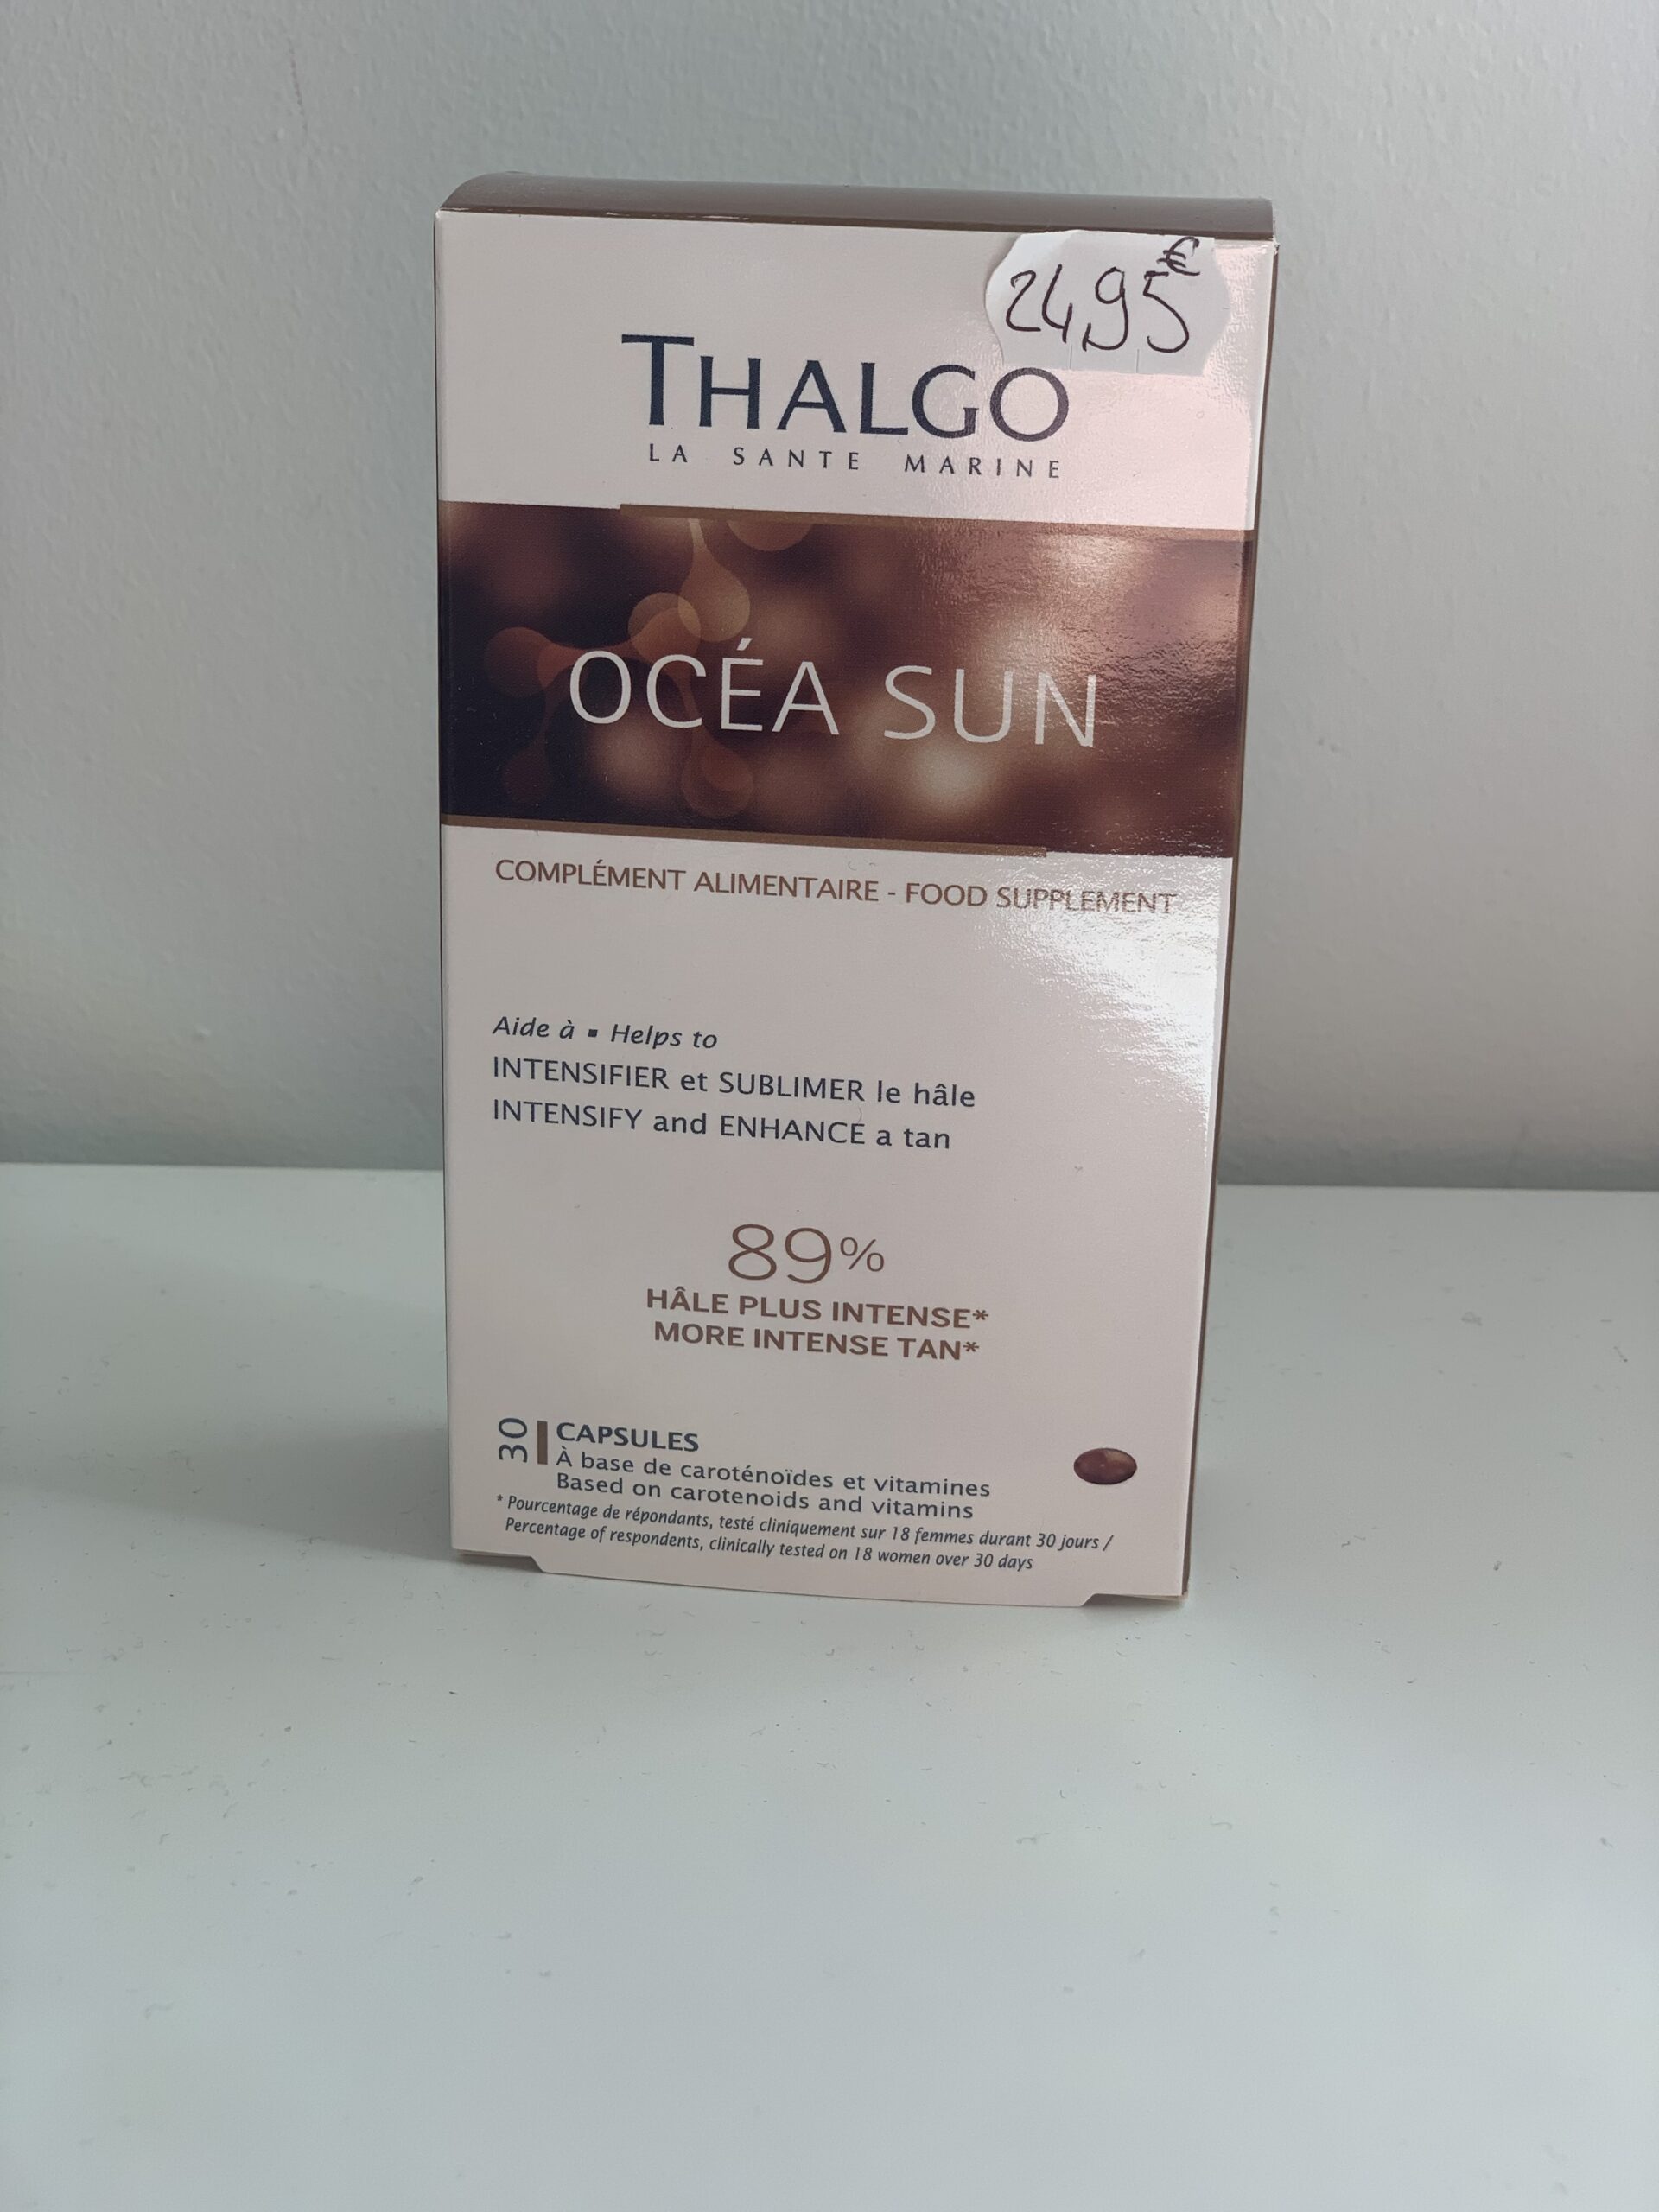 24,95€
THALGO
LA SANTE MARINE
OCÉA SUN
COMPLÉMENT ALIMENTAIRE - FOOD SUPPLEMENT
Aide à ▪ Helps to
INTENSIFIER et SUBLIMER le hâle
INTENSIFY and ENHANCE a tan
89%
HÂLE PLUS INTENSE*
MORE INTENSE TAN*
30 CAPSULES
À base de caroténoïdes et vitamines
Based on carotenoids and vitamins
* Pourcentage de répondants, testé cliniquement sur 18 femmes durant 30 jours /
Percentage of respondents, clinically tested on 18 women over 30 days